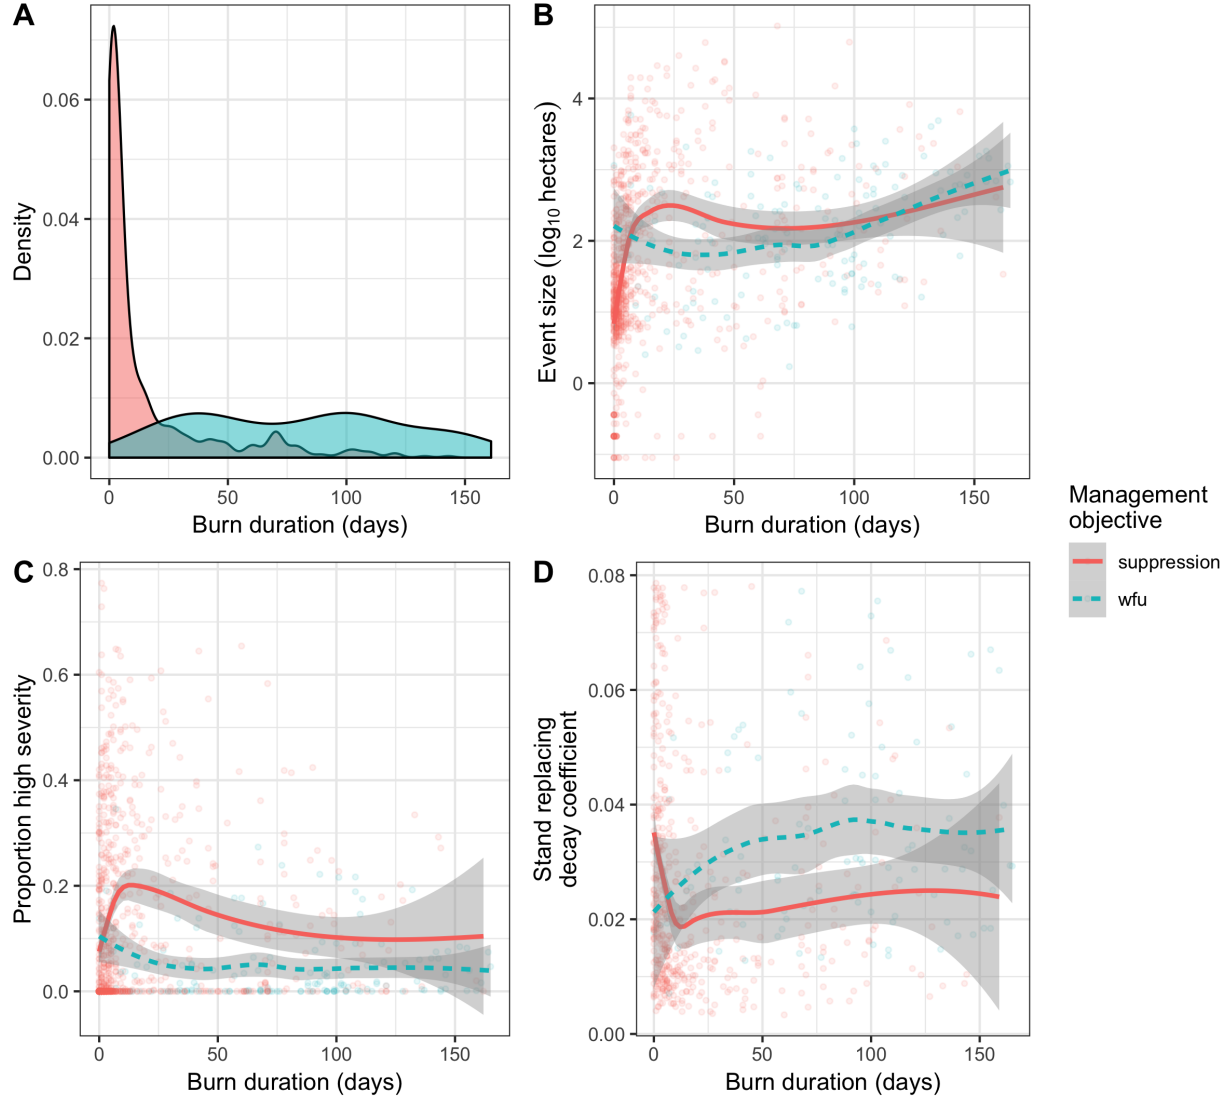 A
Density
0.06
0.04
0.02
0.00
0 50 100 150
Burn duration (days)
B
Event size (log10 hectares)
4
3
2
0
0 50 100 150
Burn duration (days)
C
Proportion high severity
0.8
0.6
0.4
0.2
0.0
0 50 100 150
Burn duration (days)
D
Stand replacing
decay coefficient
0.08
0.06
0.04
0.02
0.00
0 50 100 150
Burn duration (days)
Management
objective
suppression
wfu